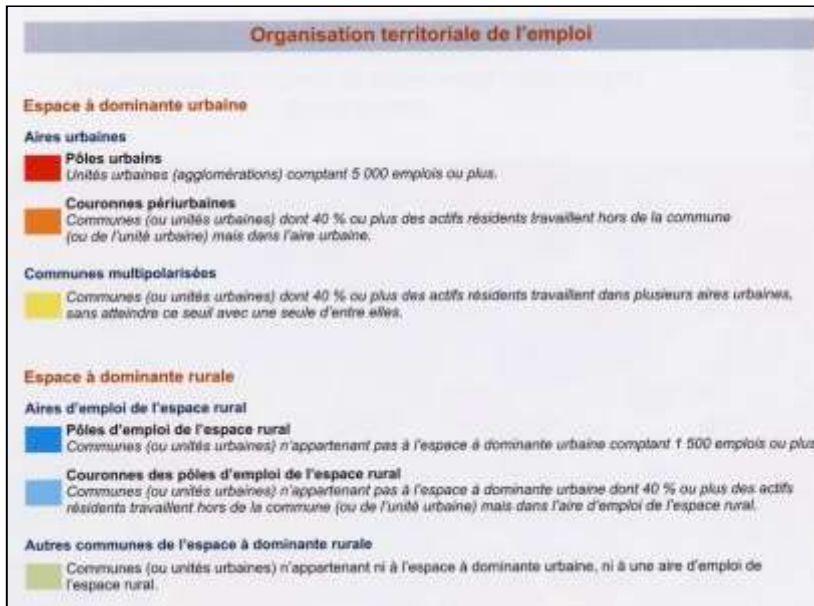 Organisation territoriale de l'emploi
Espace à dominante urbaine
Aires urbaines
Pôles urbains
Unités urbaines (agglomérations) comptant 5 000 emplois ou plus.
Couronnes périurbaines
Communes (ou unités urbaines) dont 40 % ou plus des actifs résidents travaillent hors de la commune
(ou de l'unité urbaine) mais dans l'aire urbaine.
Communes multipolarisées
Communes (ou unités urbaines) dont 40 % ou plus des actifs résidents travaillent dans plusieurs aires urbaines,
sans atteindre ce seuil avec une seule d'entre elles.
Espace à dominante rurale
Aires d'emploi de l'espace rural
Pôles d'emploi de l'espace rural
Communes (ou unités urbaines) n'appartenant pas à l'espace à dominante urbaine comptant 1 500 emplois ou plus
Couronnes des pôles d'emploi de l'espace rural
Communes (ou unités urbaines) n'appartenant pas à l'espace à dominante urbaine dont 40 % ou plus des actifs
résidents travaillent hors de la commune (ou de l'unité urbaine) mais dans l'aire d'emploi de l'espace rural.
Autres communes de l'espace à dominante rurale
Communes (ou unités urbaines) n'appartenant ni à l'espace à dominante urbaine, ni à une aire d'emploi de
l'espace rural.